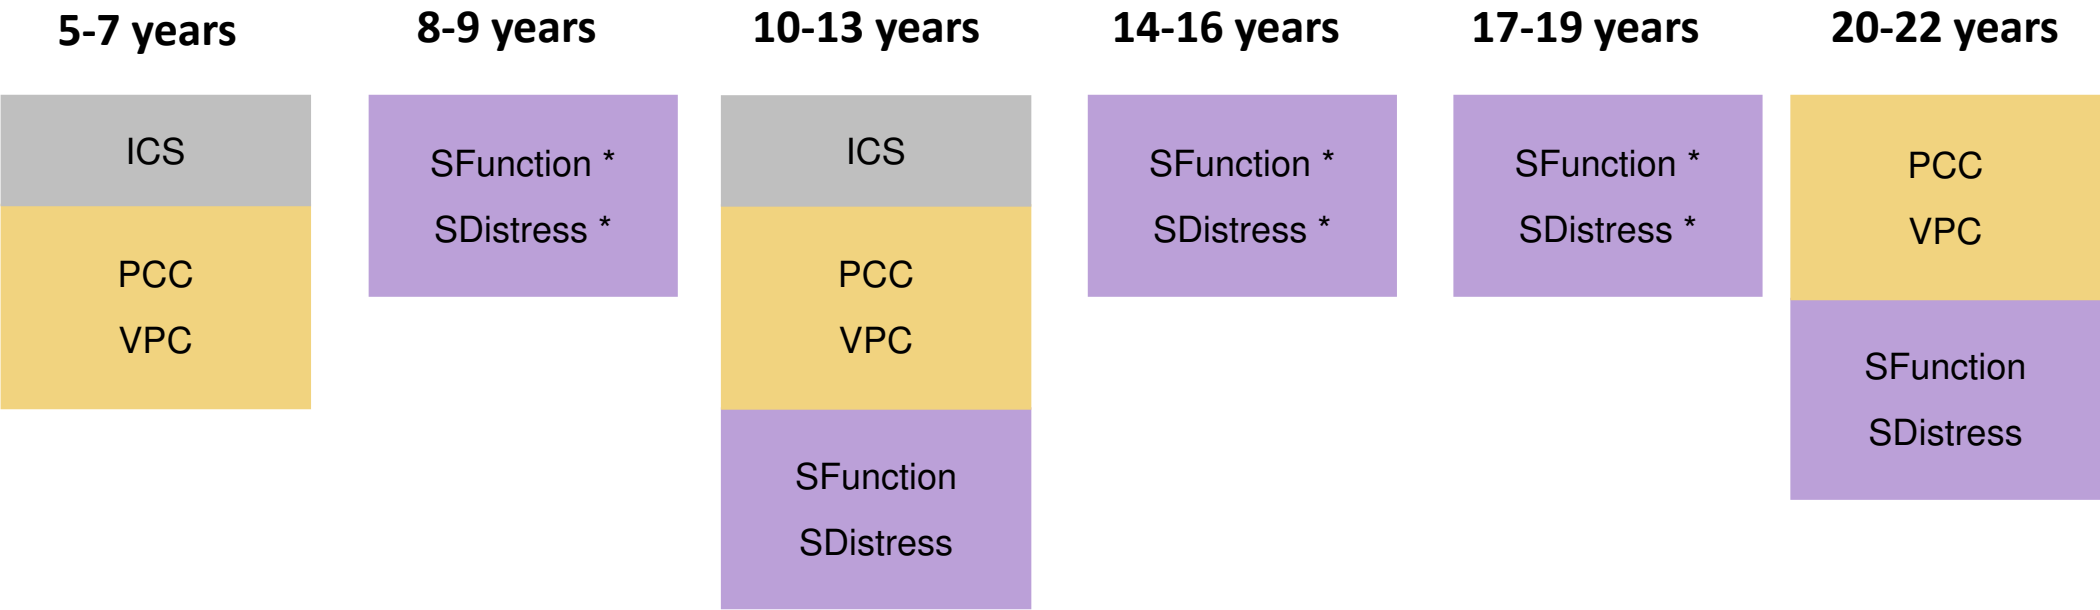 5-7 years
ICS
PCC
VPC
8-9 years
SFunction *
SDistress *
10-13 years
ICS
PCC
VPC
SFunction
SDistress
14-16 years
SFunction *
SDistress *
17-19 years
SFunction *
SDistress *
20-22 years
PCC
VPC
SFunction
SDistress